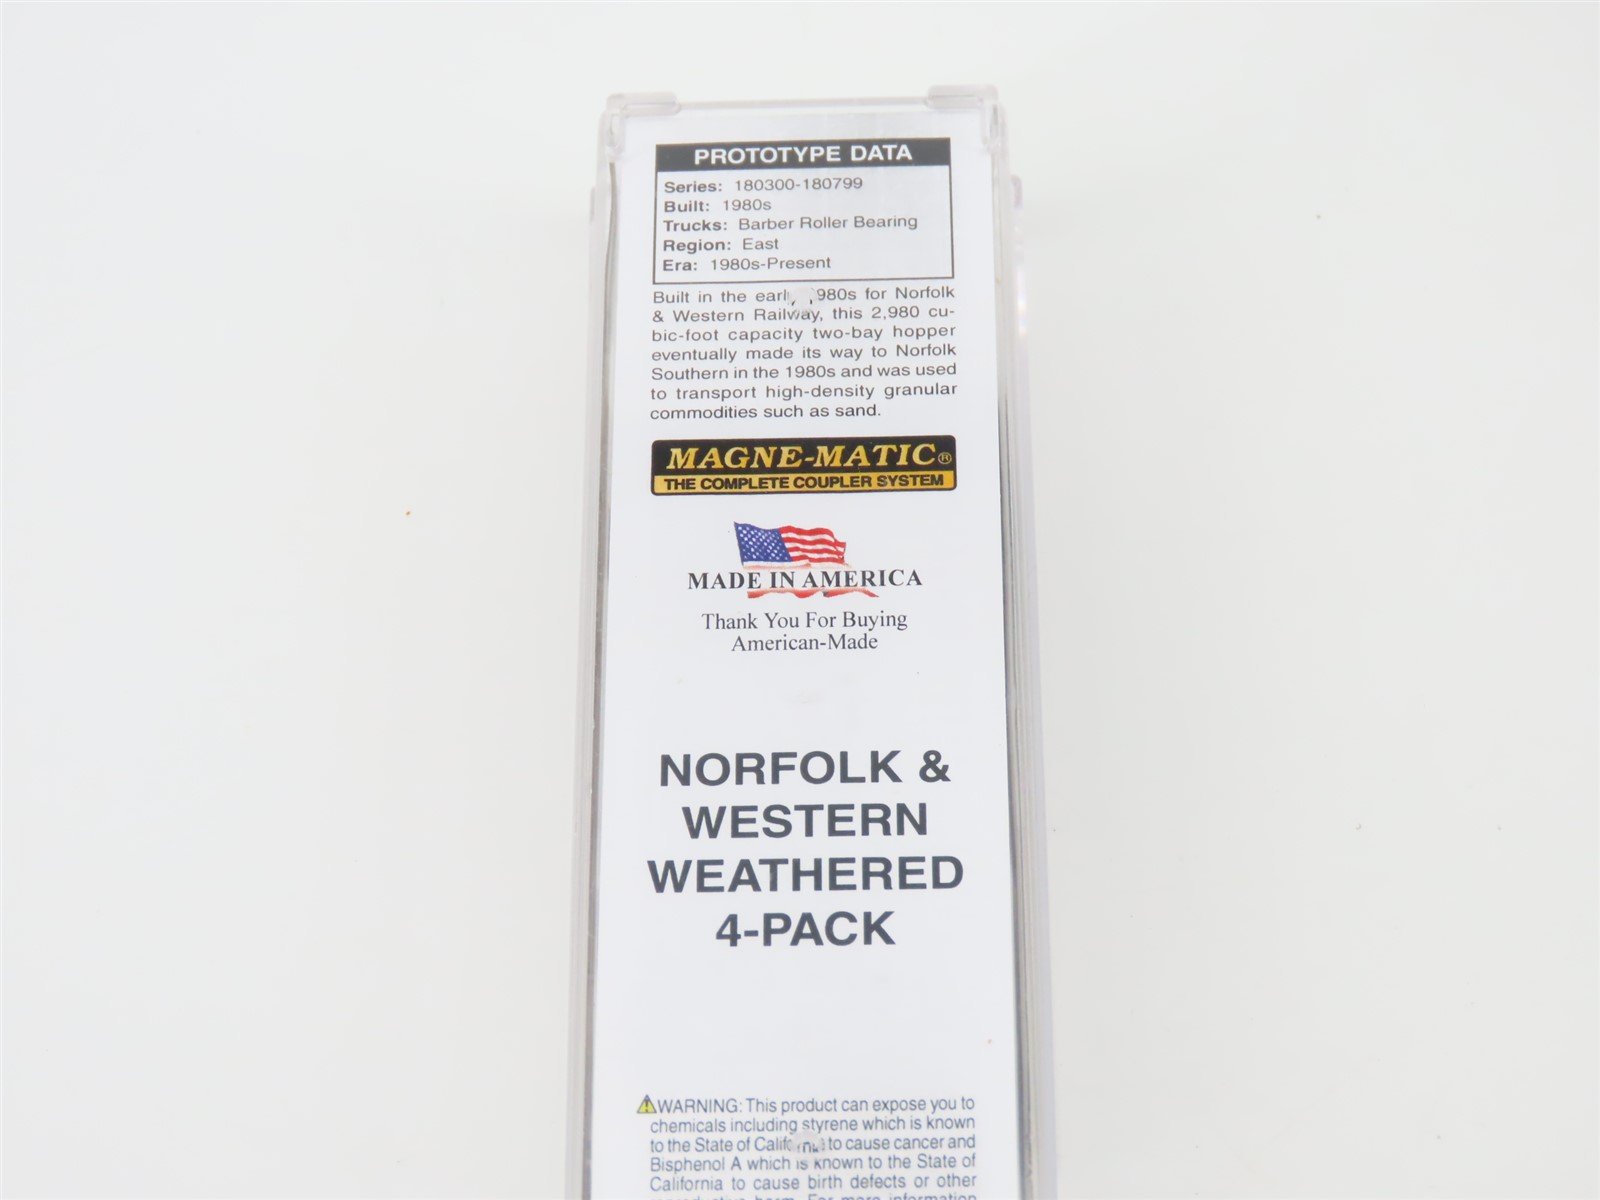 PROTOTYPE DATA
Series: 180300-180799
Built: 1980s
Trucks: Barber Roller Bearing
Region: East
Era: 1980s-Present
Built in the early 1980s for Norfolk
& Western Railway, this 2,980 cu-
bic-foot capacity two-bay hopper
eventually made its way to Norfolk
Southern in the 1980s and was used
to transport high-density granular
commodities such as sand.
MAGNE-MATIC®
THE COMPLETE COUPLER SYSTEM
MADE IN AMERICA
Thank You For Buying
American-Made
NORFOLK &
WESTERN
WEATHERED
4-PACK
WARNING: This product can expose you to
chemicals including styrene which is known
to the State of California to cause cancer and
Bisphenol A which is known to the State of
California to cause birth defects or other
reproductive harm. For more information